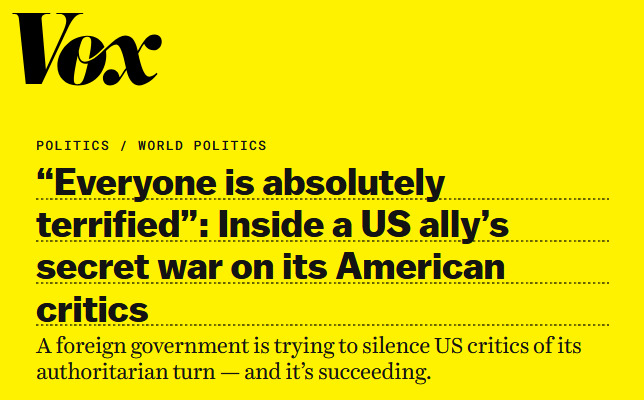 Vox
POLITICS / WORLD POLITICS
“Everyone is absolutely
terrified”: Inside a US ally’s
secret war on its American
critics
A foreign government is trying to silence US critics of its
authoritarian turn — and it’s succeeding.